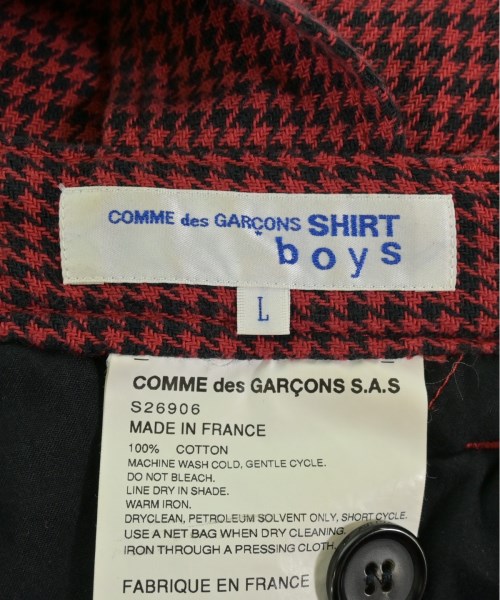 COMME des GARÇONS SHIRT
boys
L
COMME des GARÇONS S.A.S
S26906
MADE IN FRANCE
100% COTTON
MACHINE WASH COLD, GENTLE CYCLE.
DO NOT BLEACH.
LINE DRY IN SHADE.
WARM IRON.
DRYCLEAN, PETROLEUM SOLVENT ONLY, SHORT CYCLE.
USE A NET BAG WHEN DRY CLEANING.
IRON THROUGH A PRESSING CLOTH.
FABRIQUE EN FRANCE